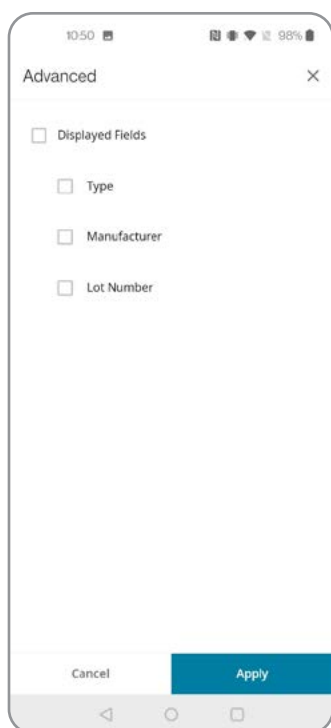 10:50 98%
Advanced
Displayed Fields
Type
Manufacturer
Lot Number
Cancel Apply